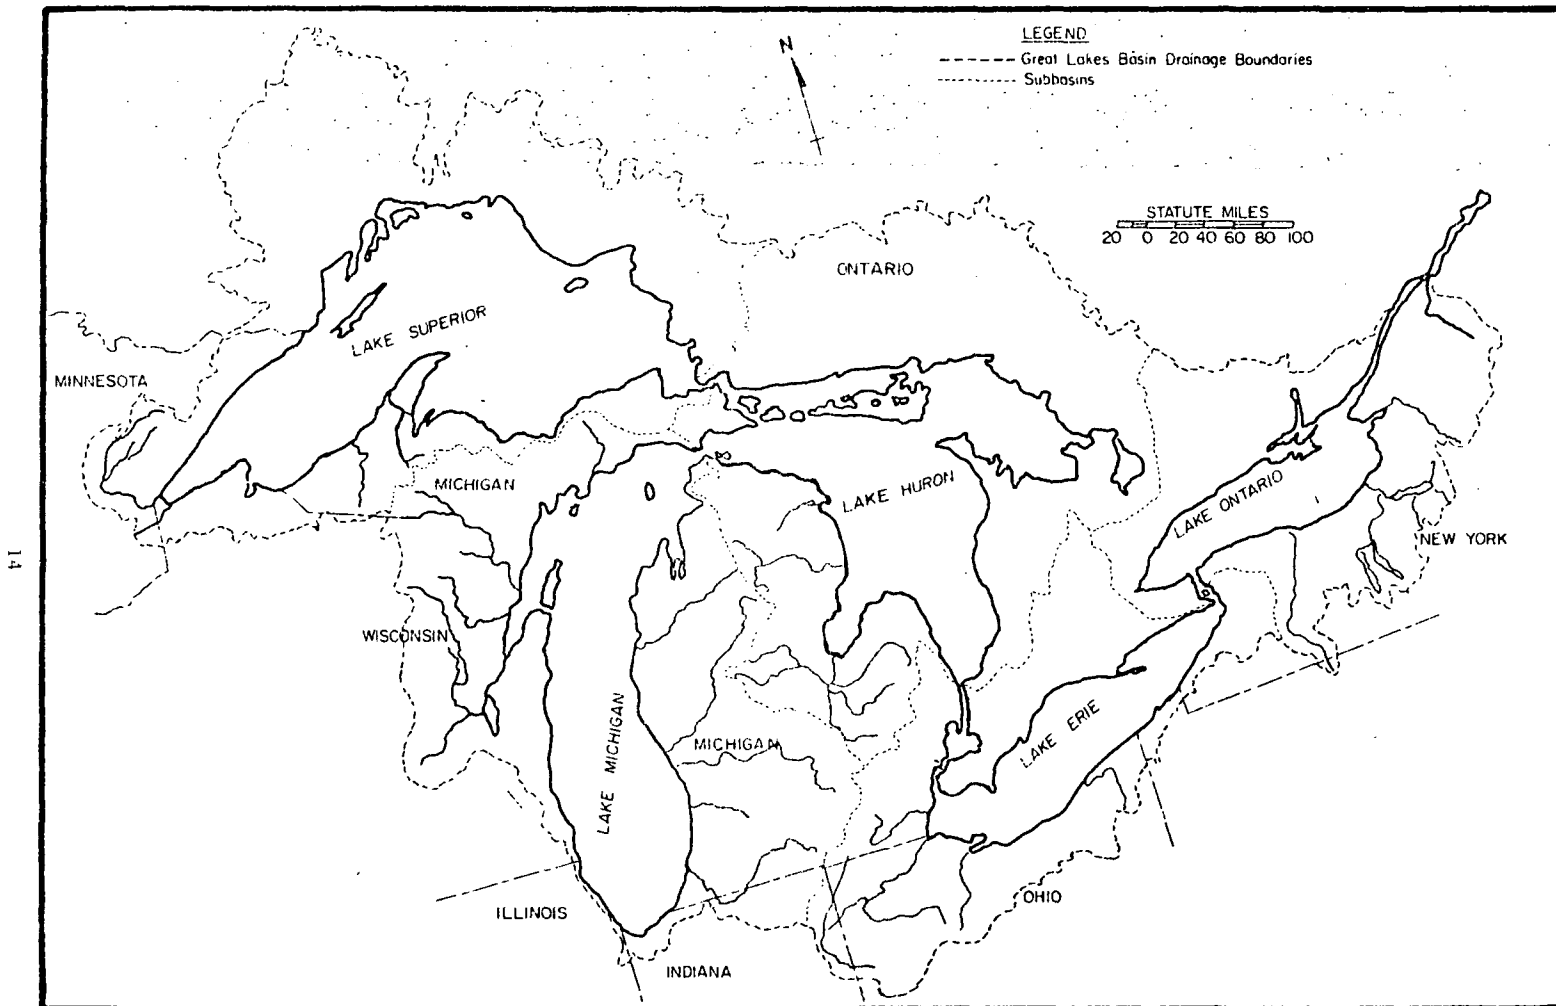 LEGEND
Great Lakes Basin Drainage Boundaries
Subbasins
N
STATUTE MILES
20 0 20 40 60 80 100
ONTARIO
LAKE SUPERIOR
MINNESOTA
MICHIGAN
LAKE HURON
LAKE ONTARIO
NEW YORK
14
WISCONSIN
LAKE MICHIGAN
MICHIGAN
LAKE ERIE
ILLINOIS
OHIO
INDIANA